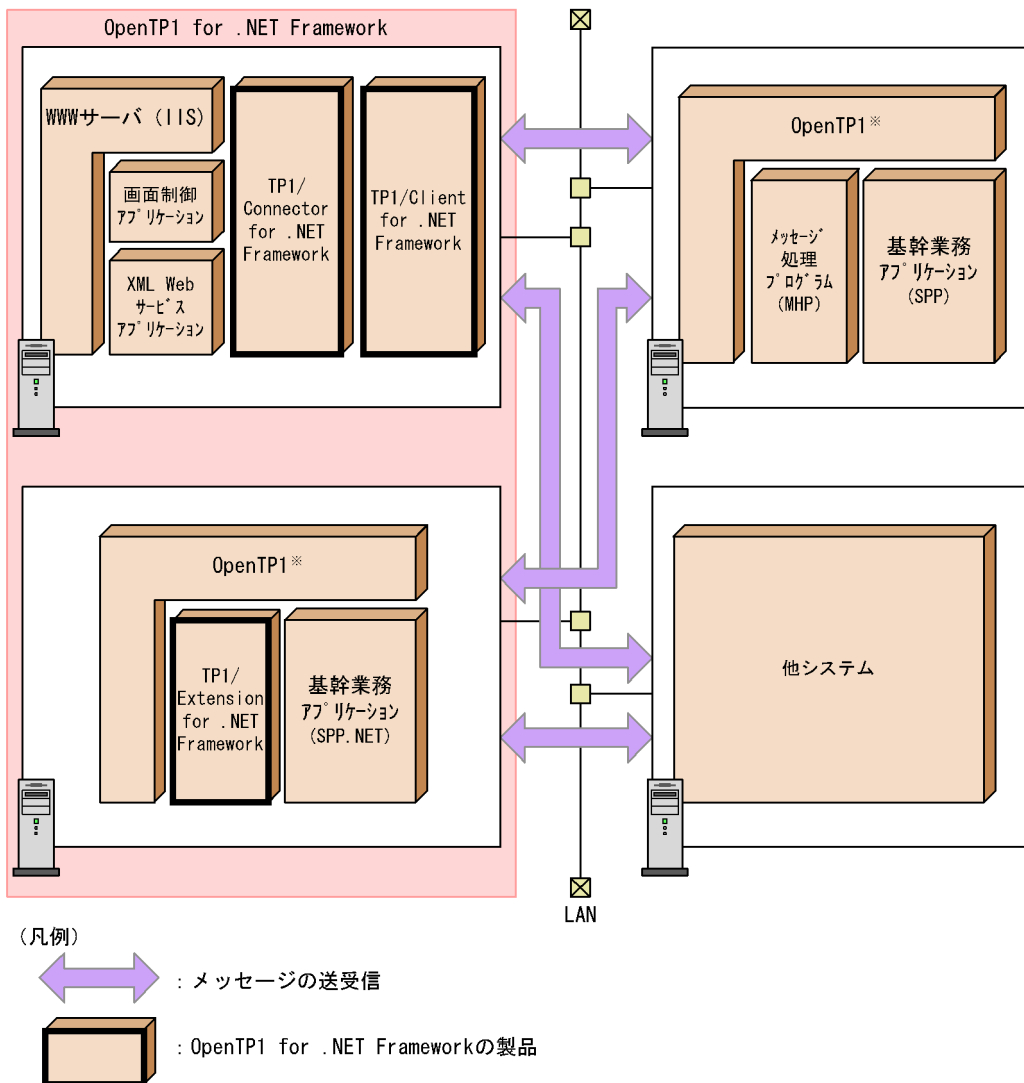 OpenTP1 for .NET Framework
WWWサーバ (IIS)
画面制御
ｱﾌﾟﾘｹｰｼｮﾝ
XML Web
ｻｰﾋﾞｽ
ｱﾌﾟﾘｹｰｼｮﾝ
TP1/
Connector
for .NET
Framework
TP1/Client
for .NET
Framework
OpenTP1※
ﾒｯｾｰｼﾞ
処理
ﾌﾟﾛｸﾞﾗﾑ
(MHP)
基幹業務
ｱﾌﾟﾘｹｰｼｮﾝ
(SPP)
OpenTP1※
TP1/
Extension
for .NET
Framework
基幹業務
ｱﾌﾟﾘｹｰｼｮﾝ
(SPP.NET)
他システム
LAN
(凡例)
：メッセージの送受信
：OpenTP1 for .NET Frameworkの製品